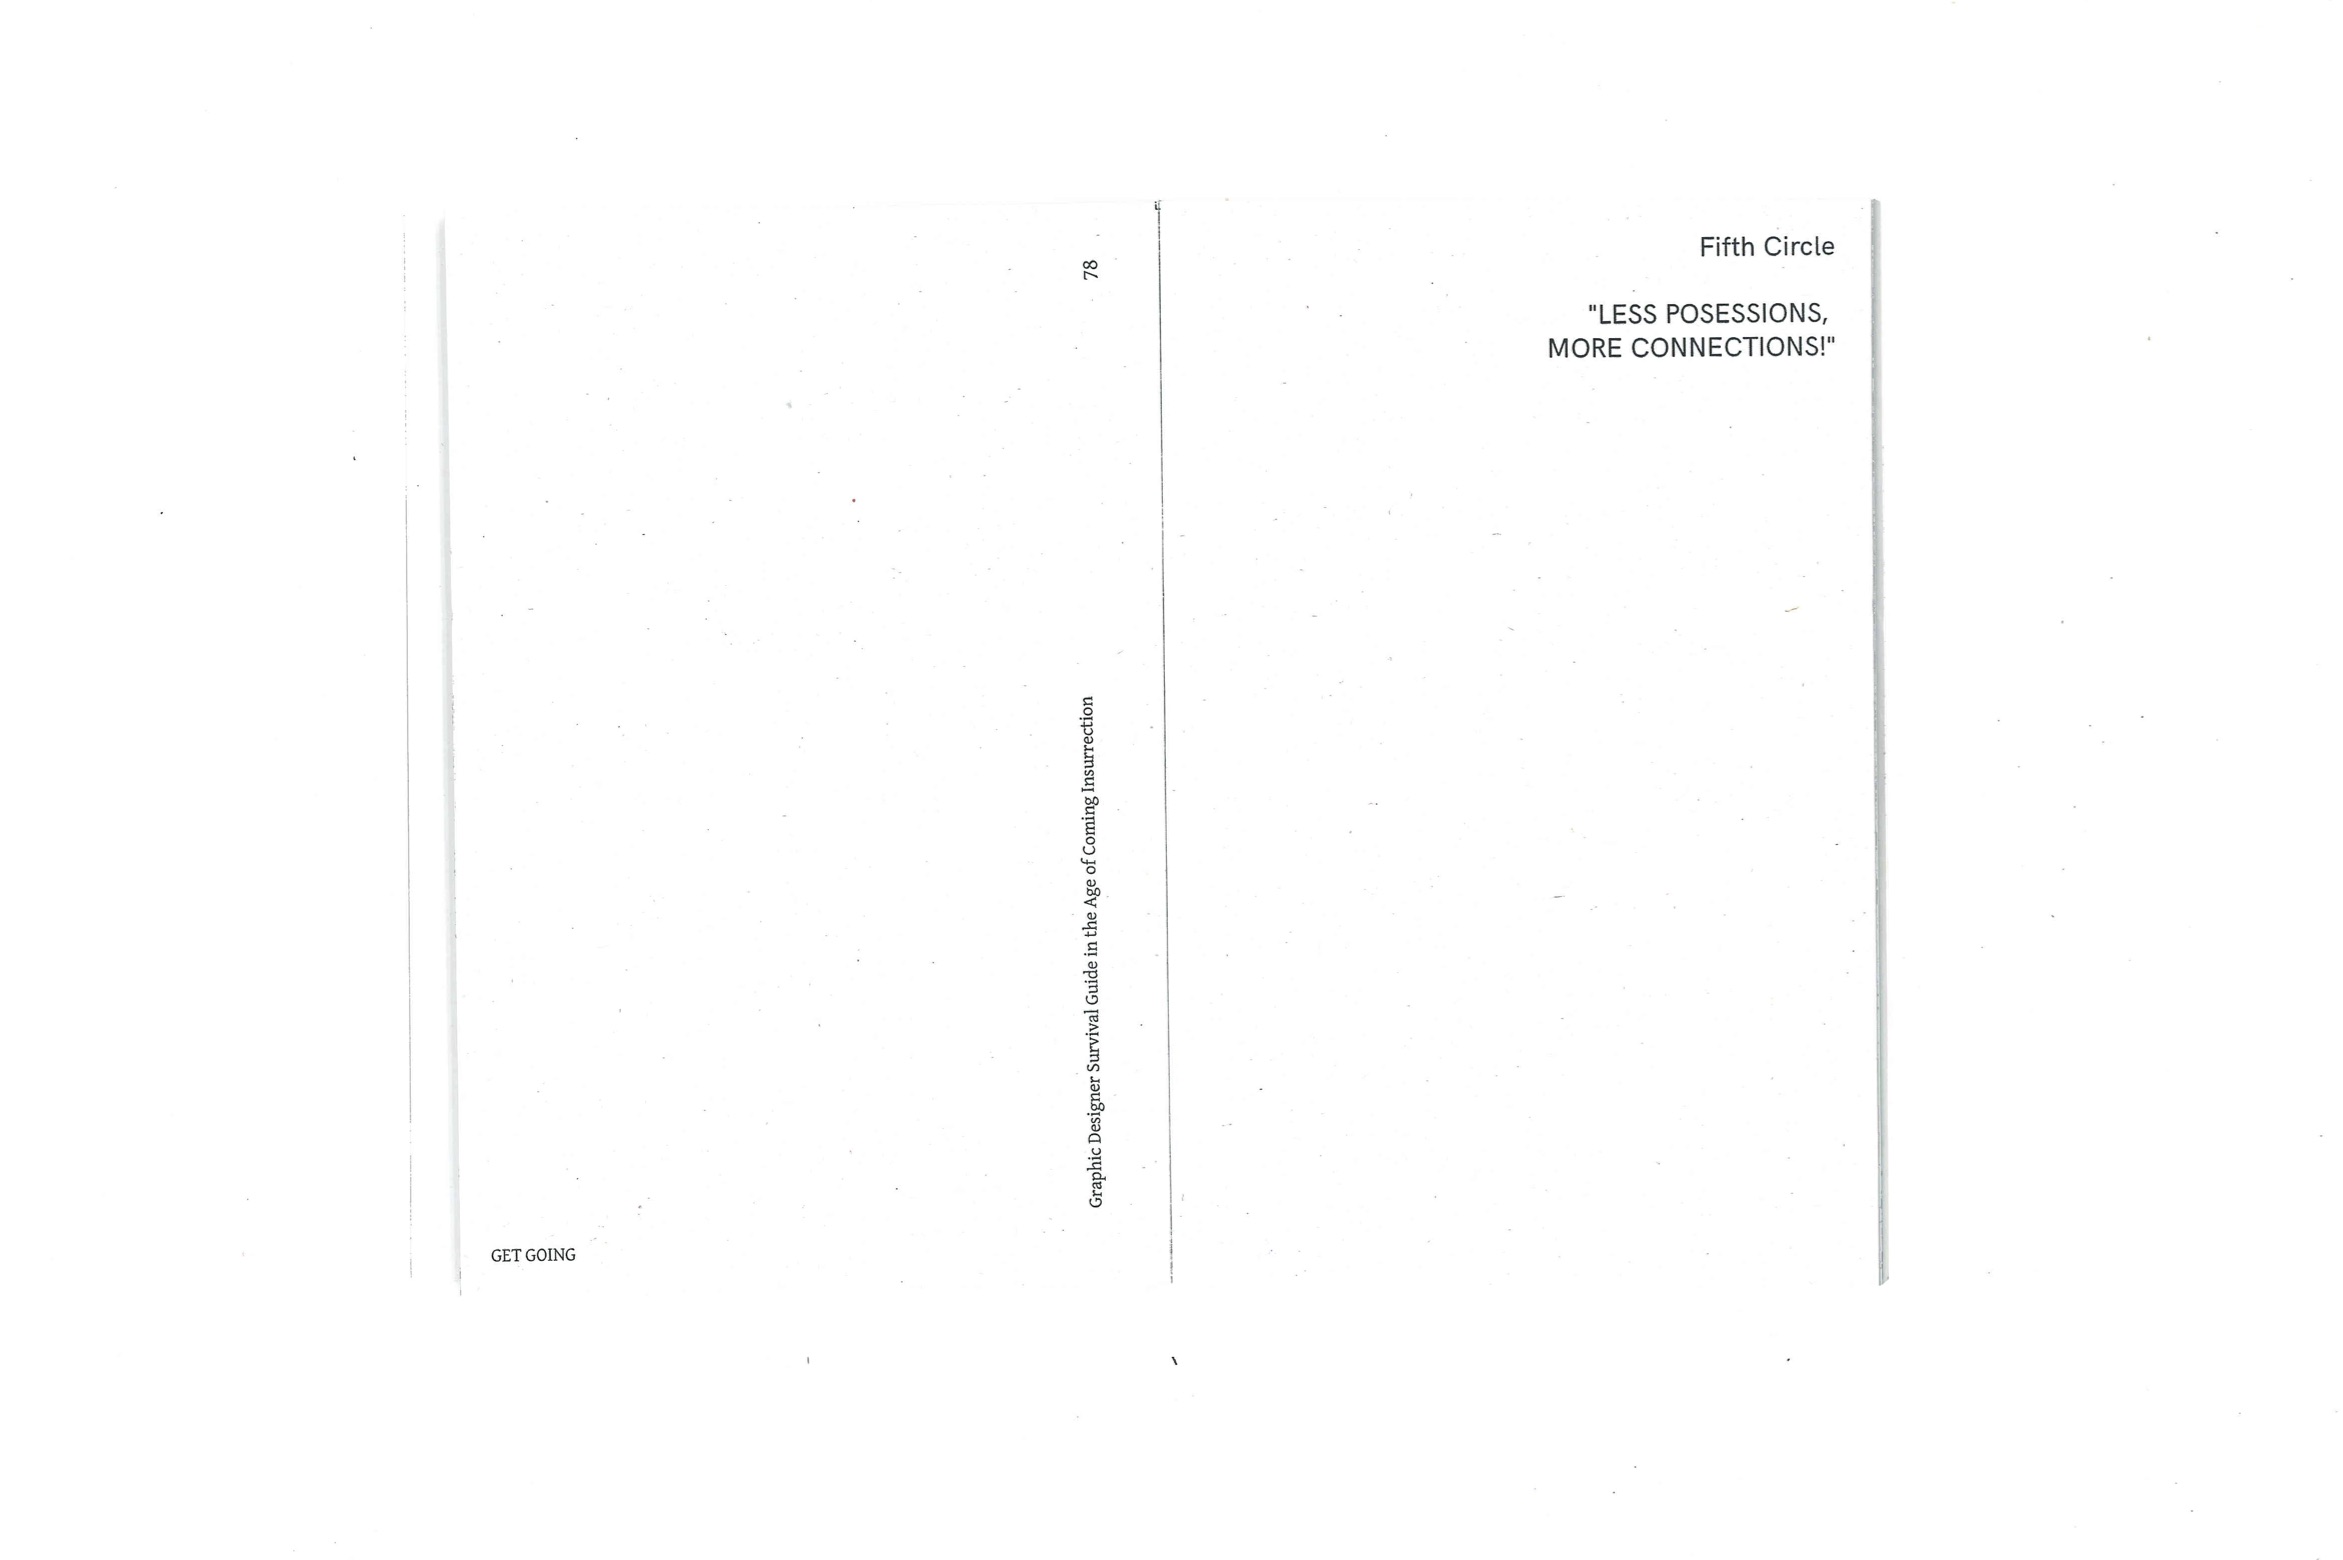 78
Graphic Designer Survival Guide in the Age of Coming Insurrection
GET GOING
Fifth Circle
"LESS POSESSIONS,
MORE CONNECTIONS!"